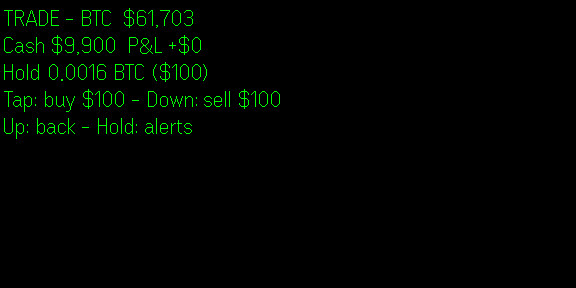 TRADE - BTC $61,703
Cash $9,900 P&L +$0
Hold 0.0016 BTC ($100)
Tap: buy $100 - Down: sell $100
Up: back - Hold: alerts